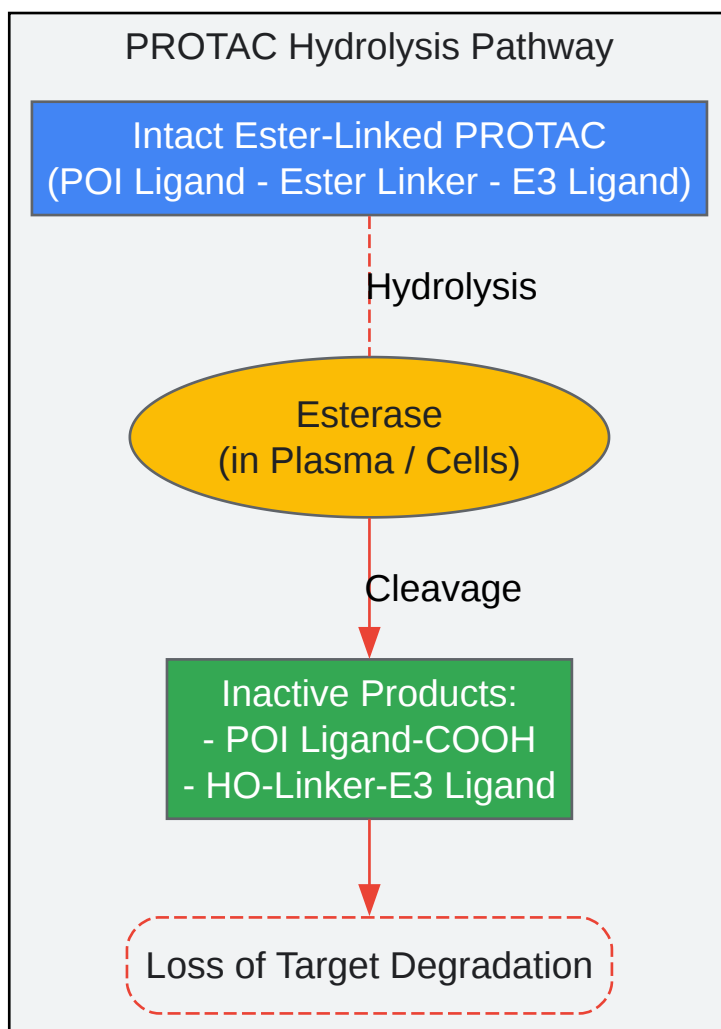 PROTAC Hydrolysis Pathway
Intact Ester-Linked PROTAC
(POI Ligand - Ester Linker - E3 Ligand)
Hydrolysis
Esterase
(in Plasma / Cells)
Cleavage
Inactive Products:
- POI Ligand-COOH
- HO-Linker-E3 Ligand
Loss of Target Degradation